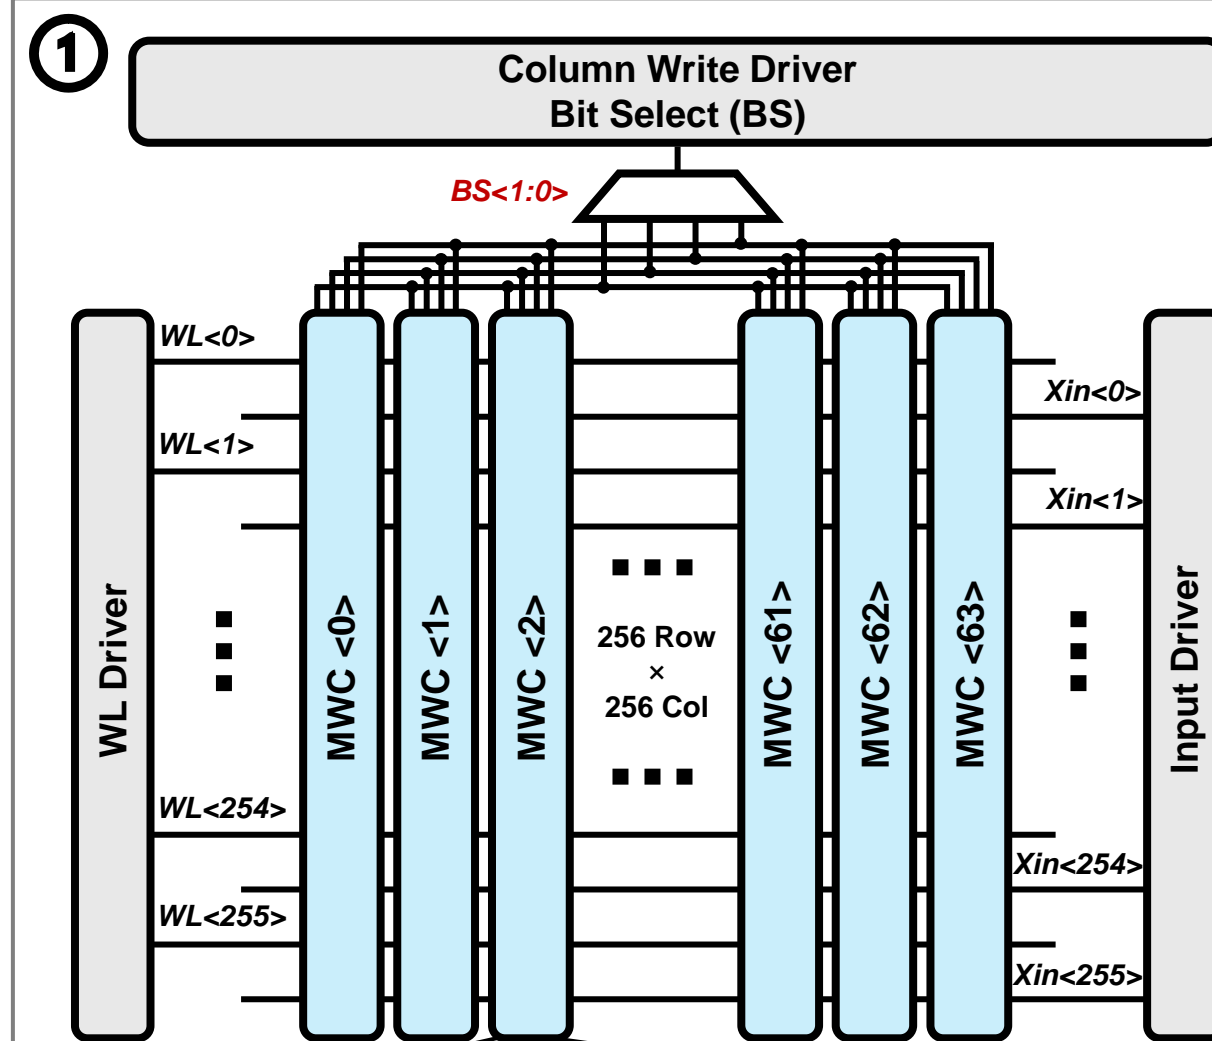 1
Column Write Driver
Bit Select (BS)
BS<1:0>
WL<0>
Xin<0>
WL<1>
Xin<1>
WL Driver
MWC <0>
MWC <1>
MWC <2>
256 Row
×
256 Col
MWC <61>
MWC <62>
MWC <63>
Input Driver
WL<254>
Xin<254>
WL<255>
Xin<255>